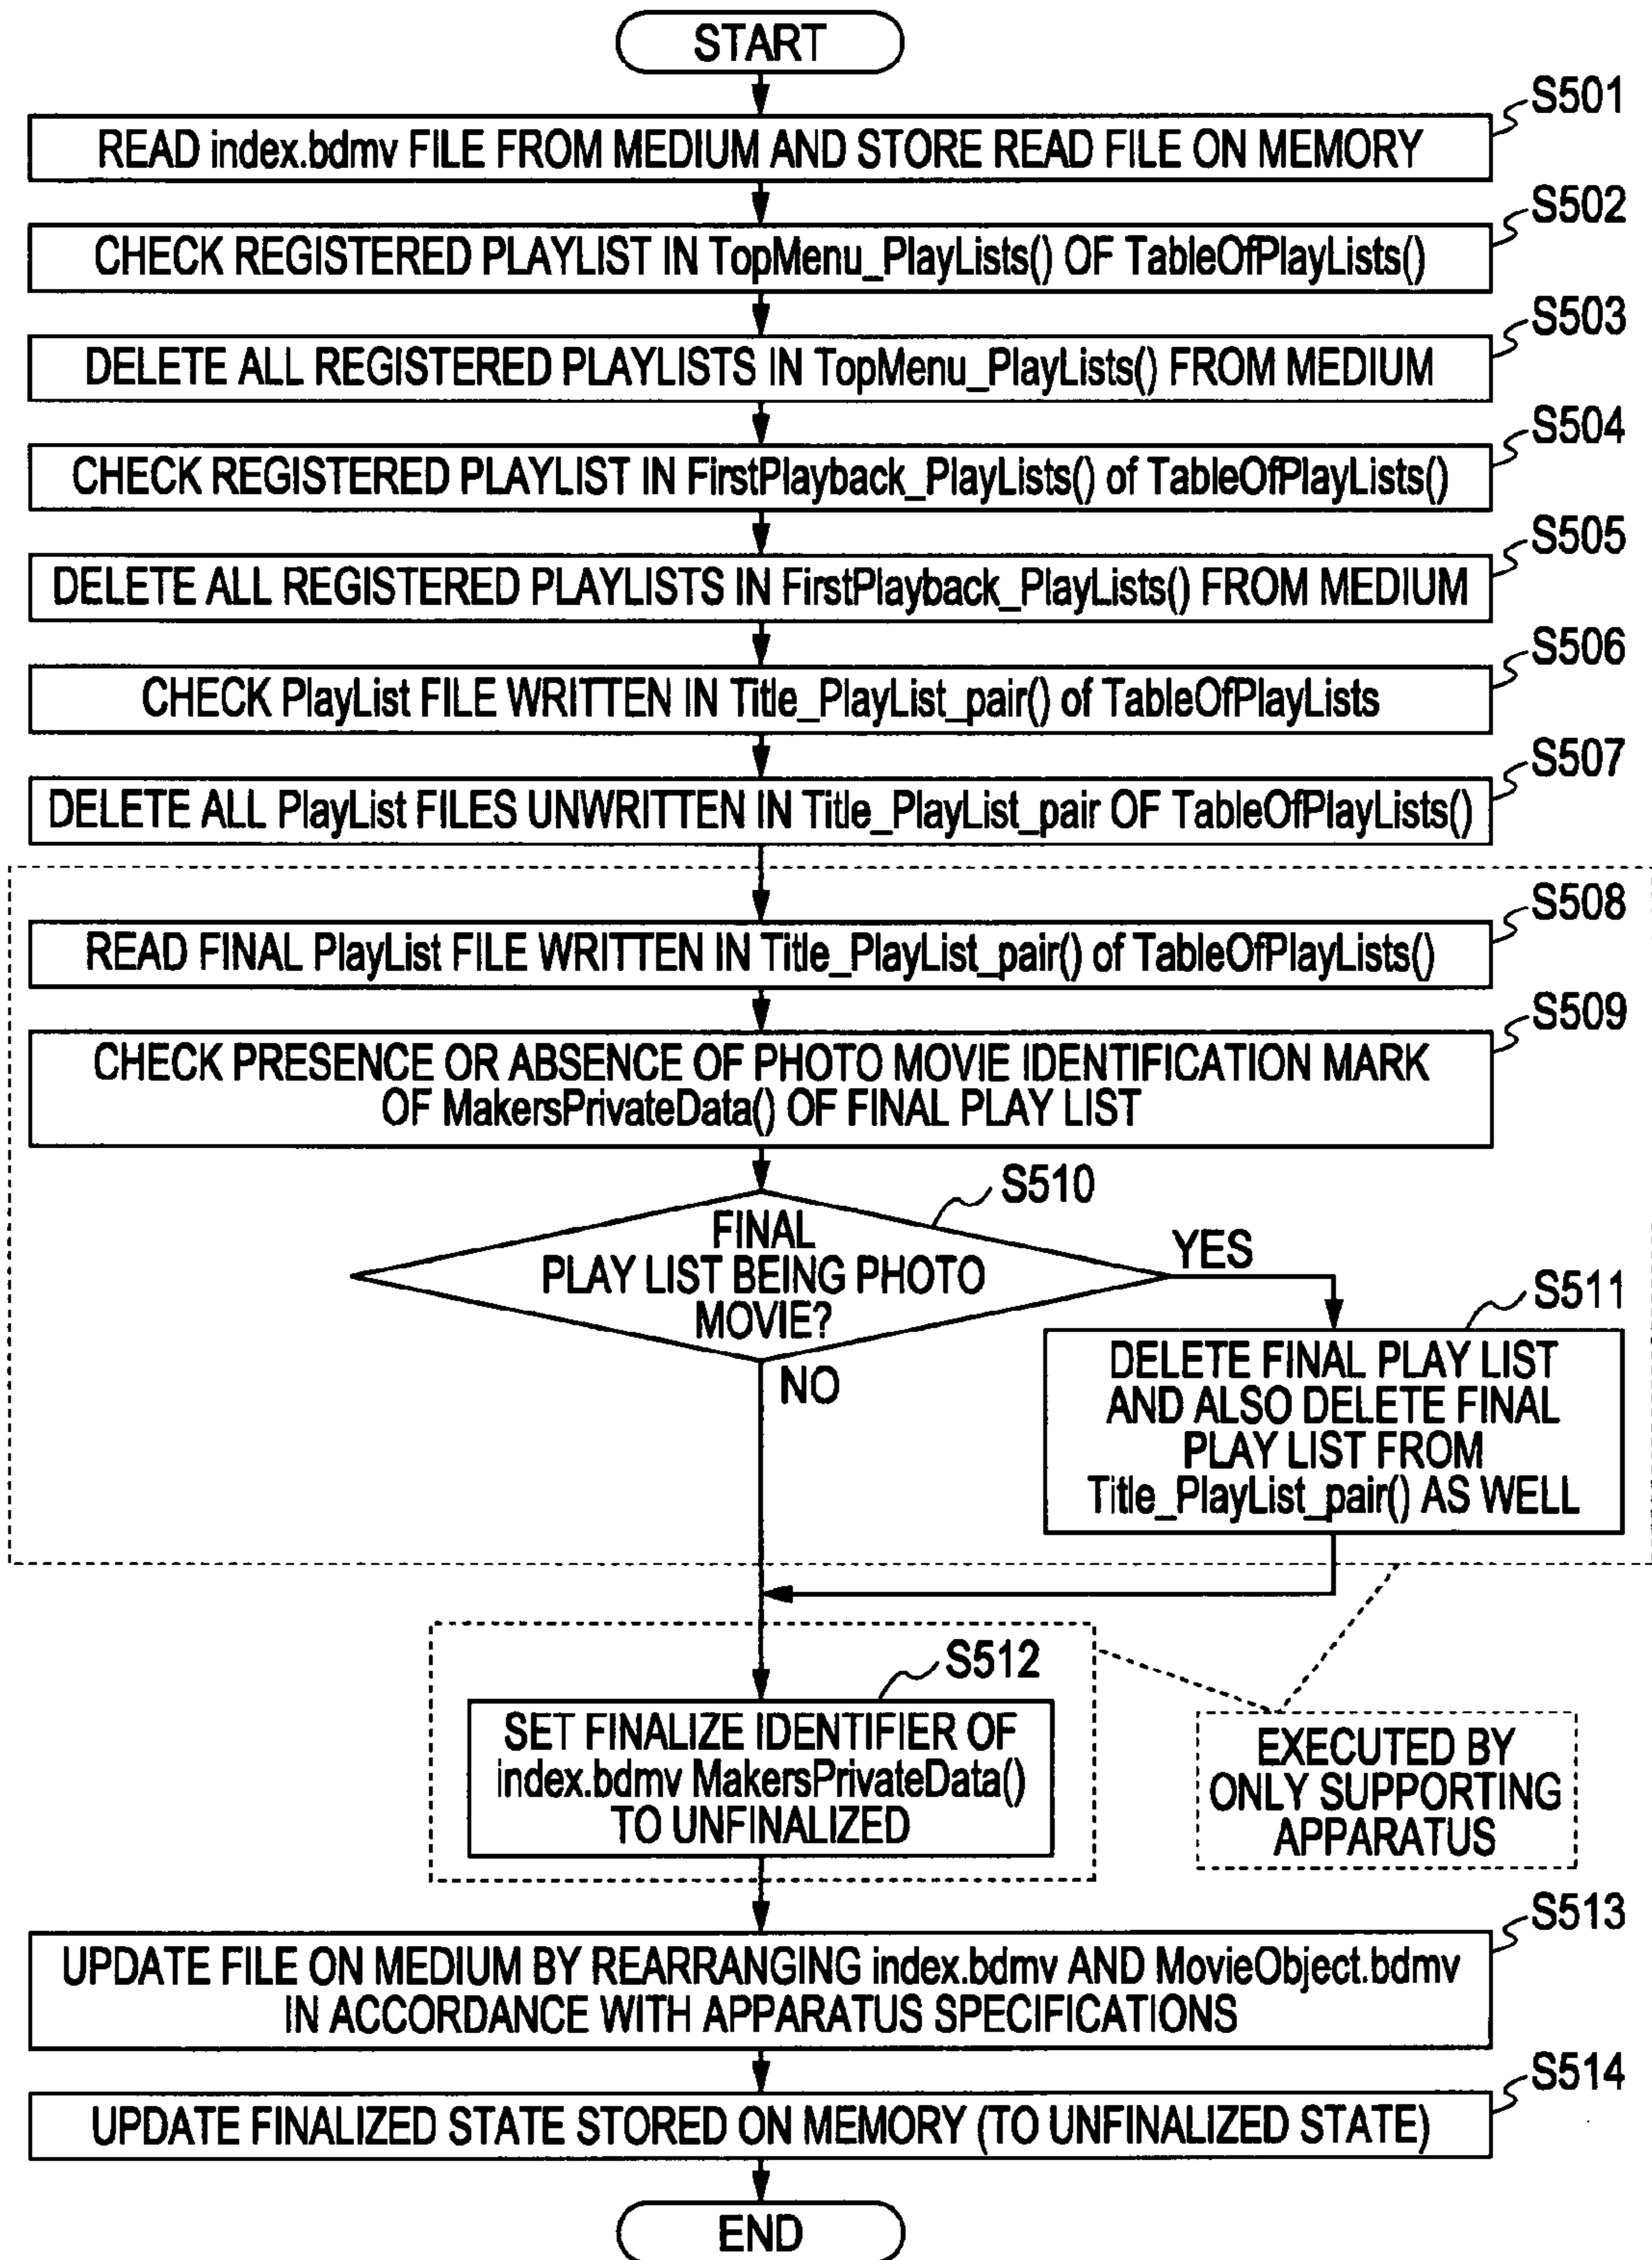 START
S501
READ index.bdmv FILE FROM MEDIUM AND STORE READ FILE ON MEMORY
S502
CHECK REGISTERED PLAYLIST IN TopMenu_PlayLists() OF TableOfPlayLists()
S503
DELETE ALL REGISTERED PLAYLISTS IN TopMenu_PlayLists() FROM MEDIUM
S504
CHECK REGISTERED PLAYLIST IN FirstPlayback_PlayLists() of TableOfPlayLists()
S505
DELETE ALL REGISTERED PLAYLISTS IN FirstPlayback_PlayLists() FROM MEDIUM
S506
CHECK PlayList FILE WRITTEN IN Title_PlayList_pair() of TableOfPlayLists
S507
DELETE ALL PlayList FILES UNWRITTEN IN Title_PlayList_pair OF TableOfPlayLists()
S508
READ FINAL PlayList FILE WRITTEN IN Title_PlayList_pair() of TableOfPlayLists()
S509
CHECK PRESENCE OR ABSENCE OF PHOTO MOVIE IDENTIFICATION MARK
OF MakersPrivateData() OF FINAL PLAY LIST
S510
FINAL
PLAY LIST BEING PHOTO
MOVIE?
YES
NO
S511
DELETE FINAL PLAY LIST
AND ALSO DELETE FINAL
PLAY LIST FROM
Title_PlayList_pair() AS WELL
S512
SET FINALIZE IDENTIFIER OF
index.bdmv MakersPrivateData()
TO UNFINALIZED
EXECUTED BY
ONLY SUPPORTING
APPARATUS
S513
UPDATE FILE ON MEDIUM BY REARRANGING index.bdmv AND MovieObject.bdmv
IN ACCORDANCE WITH APPARATUS SPECIFICATIONS
S514
UPDATE FINALIZED STATE STORED ON MEMORY (TO UNFINALIZED STATE)
END